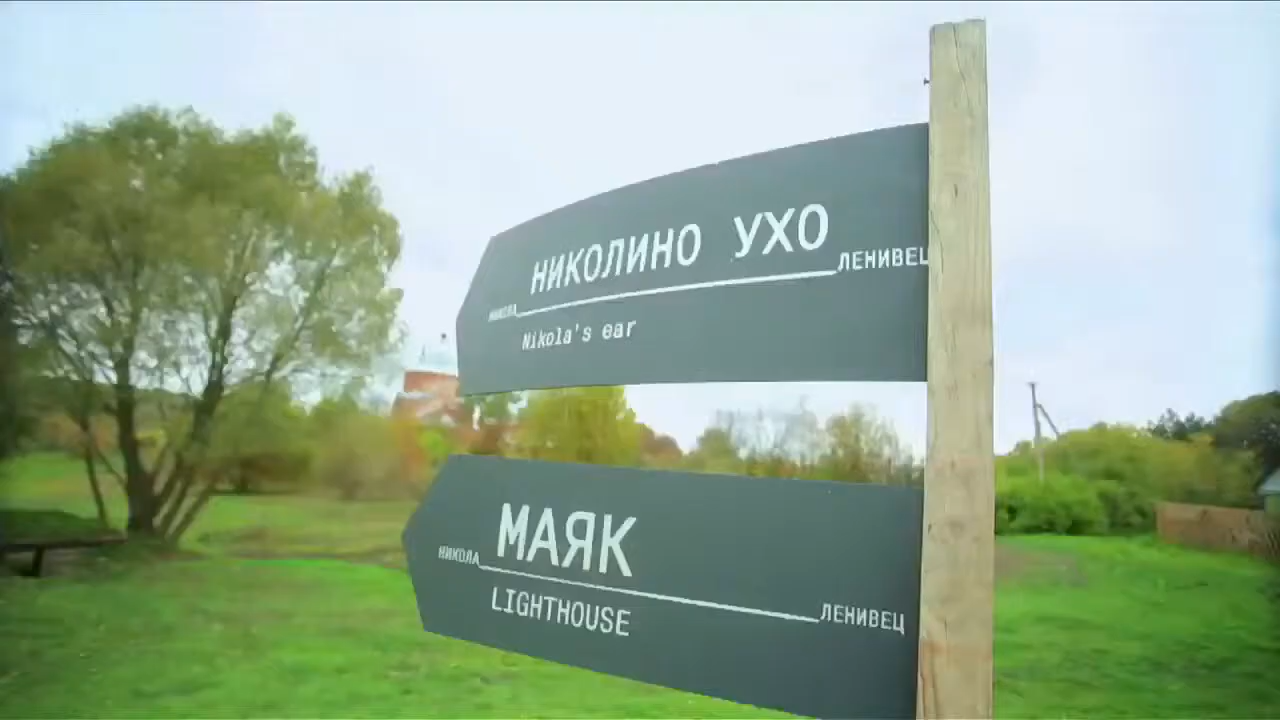 НИКОЛИНО УХО
НИКОЛА ЛЕНИВЕЦ
Nikola's ear
МАЯК
НИКОЛА ЛЕНИВЕЦ
LIGHTHOUSE